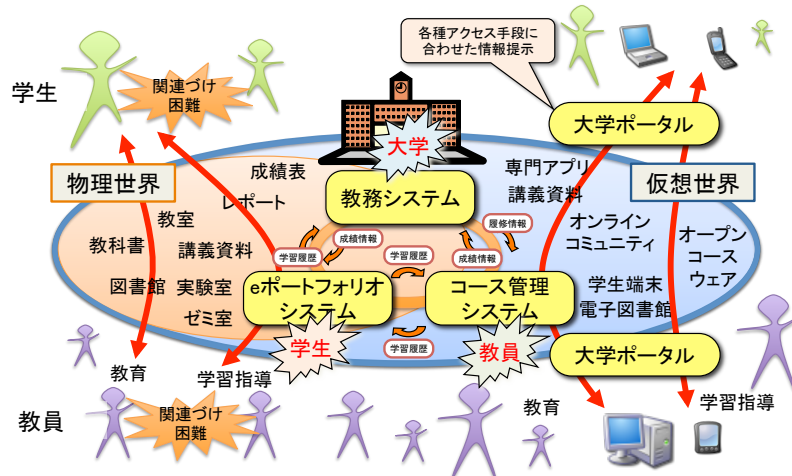 各種アクセス手段に
合わせた情報提示
学生
関連づけ
困難
大学ポータル
大学
物理世界
成績表
レポート
教務システム
専門アプリ
講義資料
仮想世界
教室
教科書
講義資料
学習履歴
成績情報
学習履歴
履修情報
成績情報
オンライン
コミュニティ
オープン
コース
ウェア
図書館
実験室
ゼミ室
eポートフォリオ
システム
コース管理
システム
学生端末
電子図書館
学生
学習履歴
教員
大学ポータル
教育
学習指導
教員
関連づけ
困難
教育
学習指導